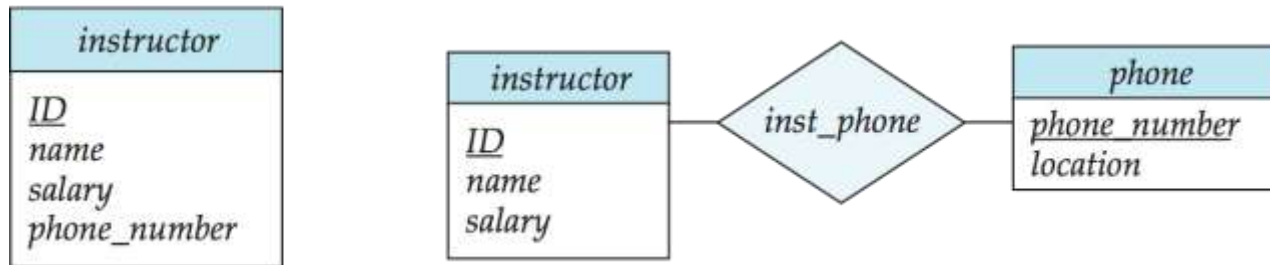 instructor
ID
name
salary
phone_number
instructor
ID
name
salary
inst_phone
phone
phone_number
location